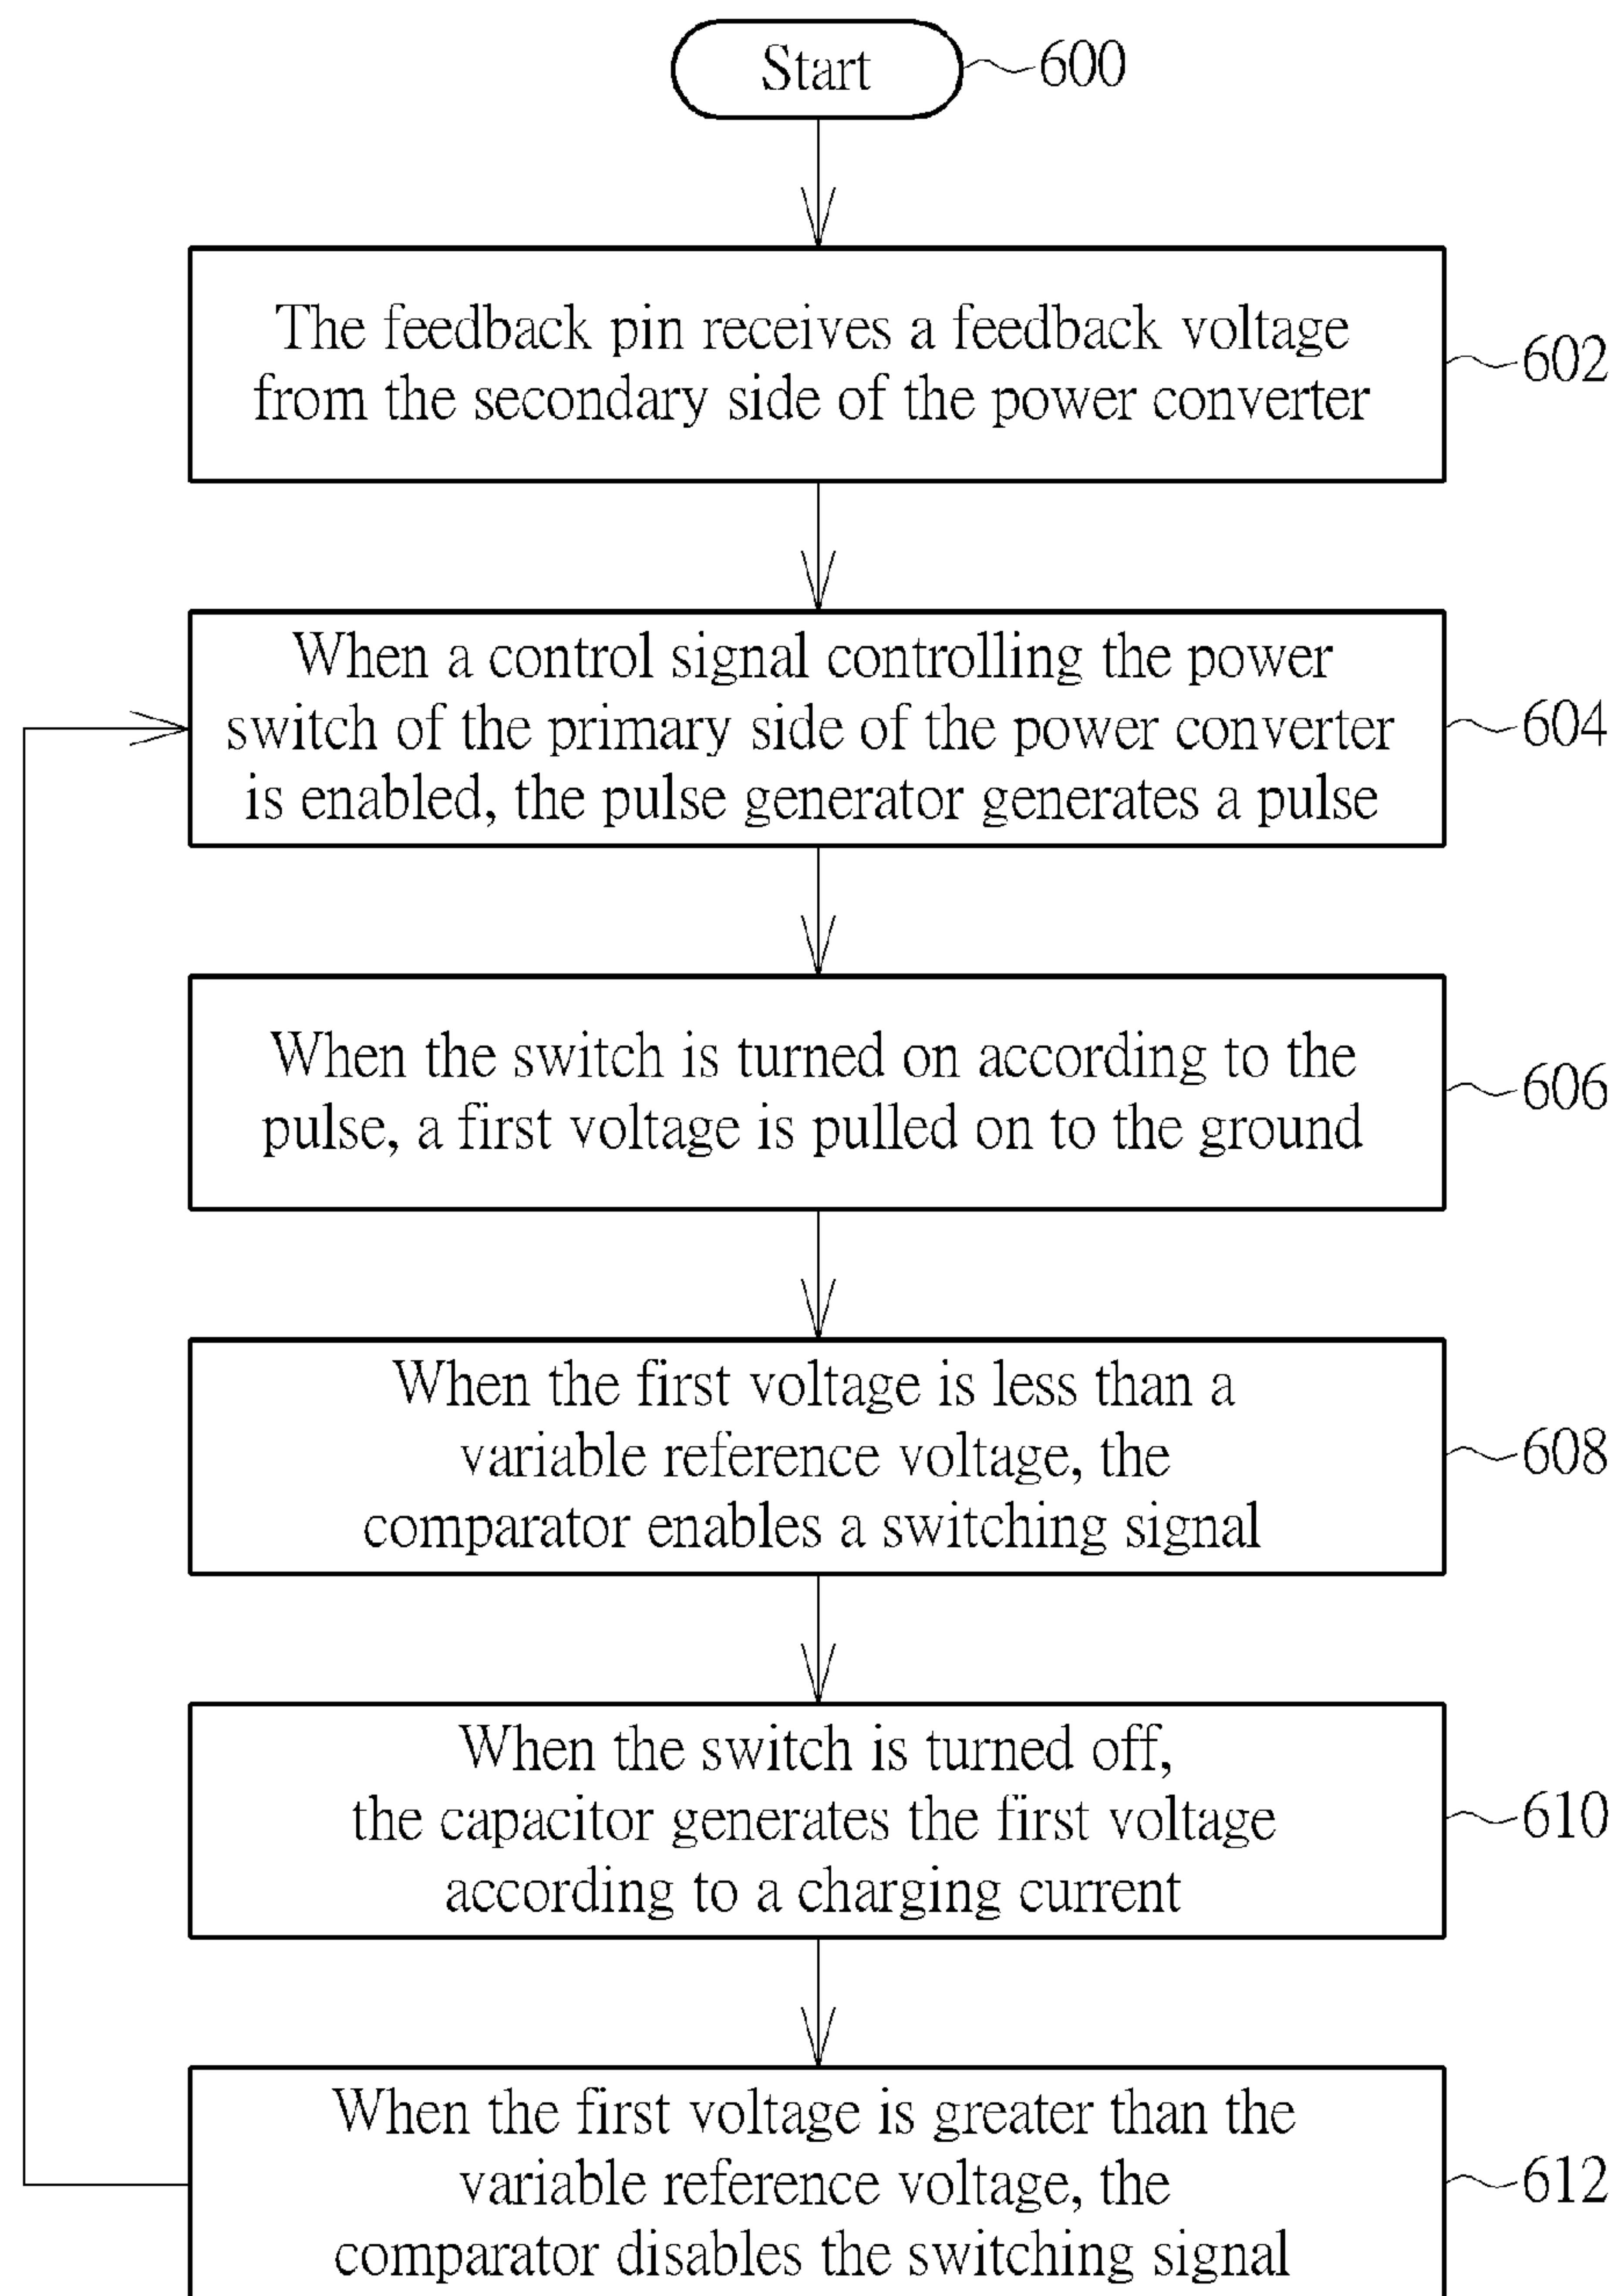 Start
600
The feedback pin receives a feedback voltage
from the secondary side of the power converter
602
When a control signal controlling the power
switch of the primary side of the power converter
is enabled, the pulse generator generates a pulse
604
When the switch is turned on according to the
pulse, a first voltage is pulled on to the ground
606
When the first voltage is less than a
variable reference voltage, the
comparator enables a switching signal
608
When the switch is turned off,
the capacitor generates the first voltage
according to a charging current
610
When the first voltage is greater than the
variable reference voltage, the
comparator disables the switching signal
612